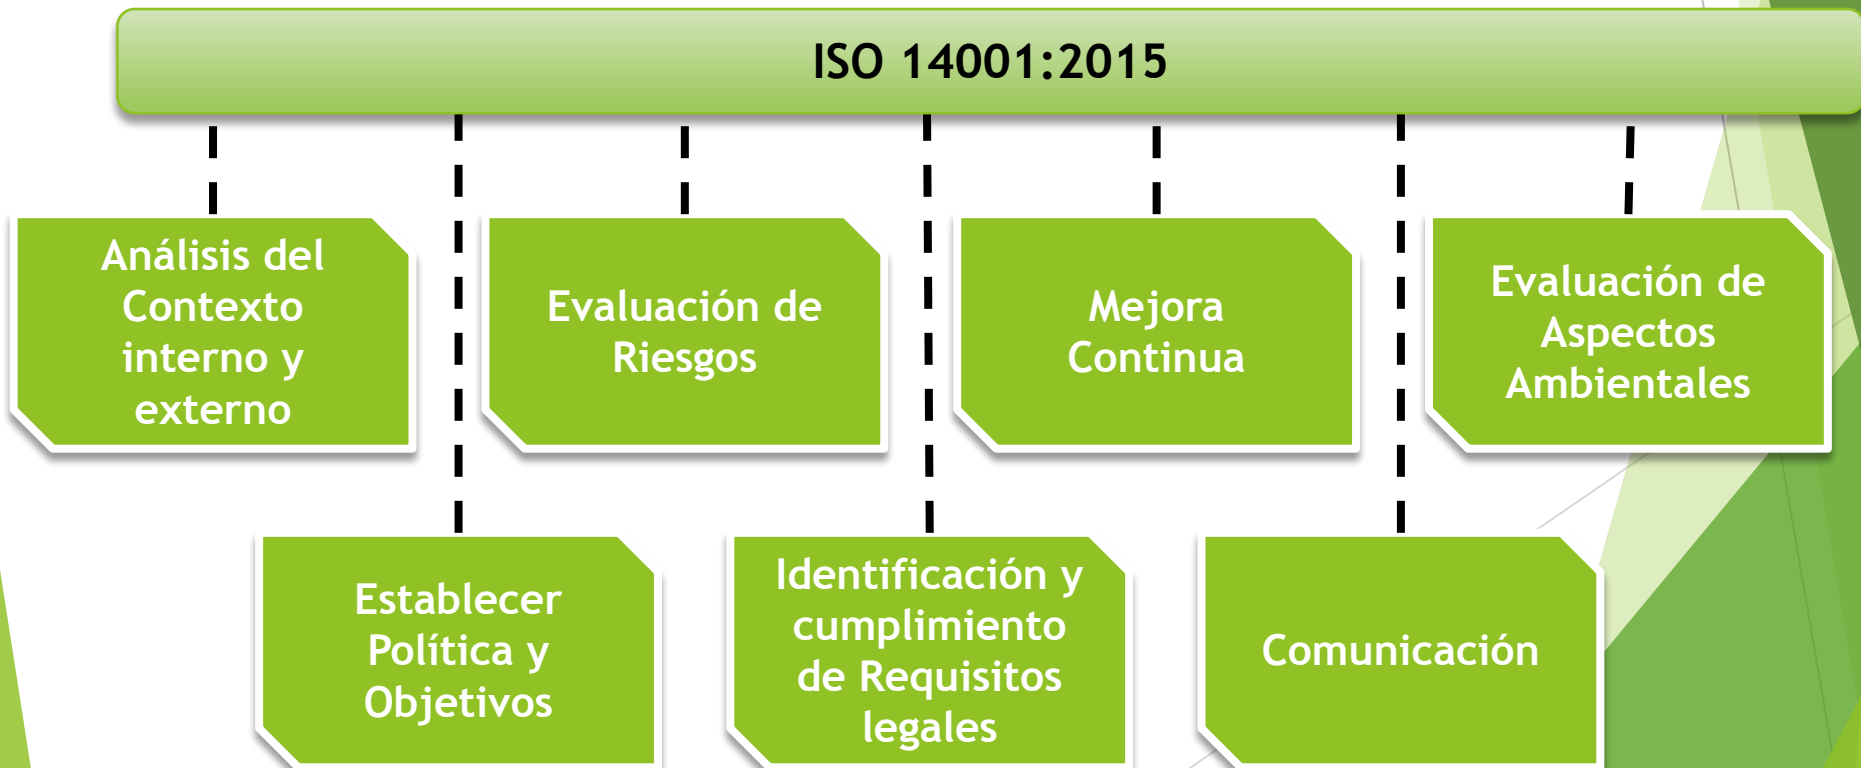 ISO 14001:2015
Análisis del
Contexto
interno y
externo
Evaluación de
Riesgos
Mejora
Continua
Evaluación de
Aspectos
Ambientales
Establecer
Política y
Objetivos
Identificación y
cumplimiento
de Requisitos
legales
Comunicación